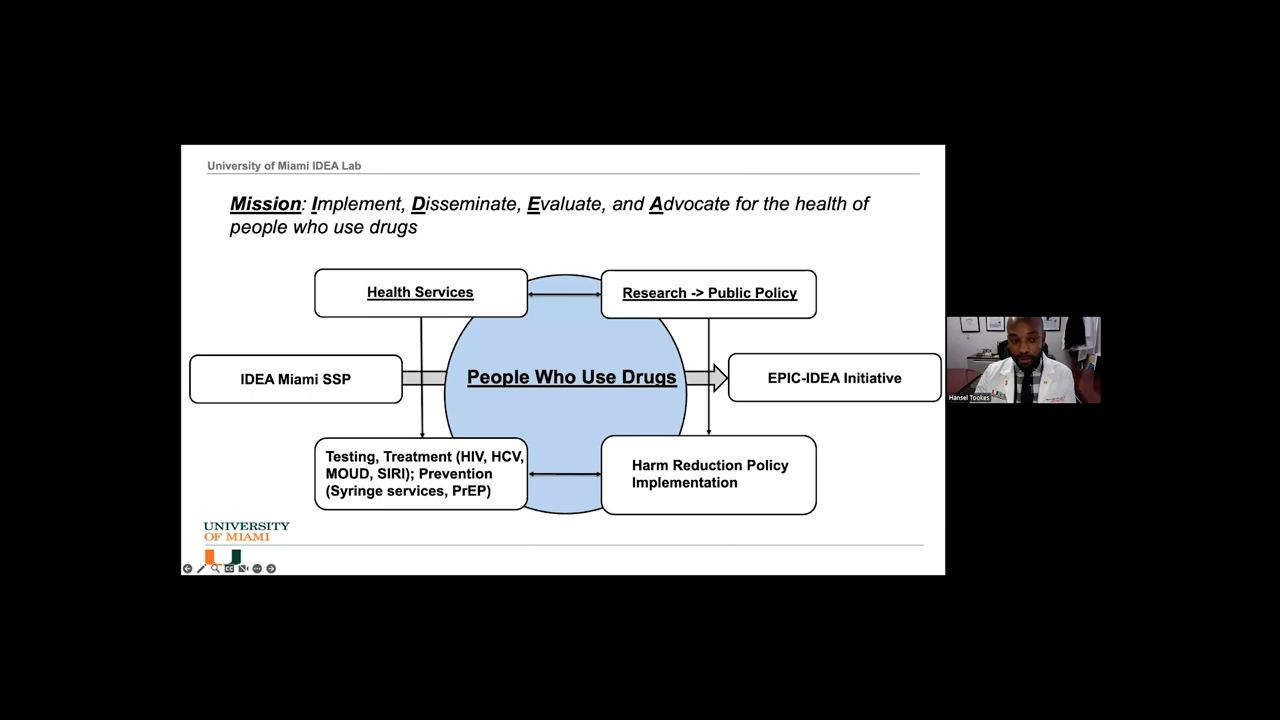 University of Miami IDEA Lab
Mission: Implement, Disseminate, Evaluate, and Advocate for the health of
people who use drugs
Health Services
Research -> Public Policy
IDEA Miami SSP
People Who Use Drugs
EPIC-IDEA Initiative
Testing, Treatment (HIV, HCV,
MOUD, SIRI); Prevention
(Syringe services, PrEP)
Harm Reduction Policy
Implementation
UNIVERSITY
OF MIAMI
Hansel Tookes